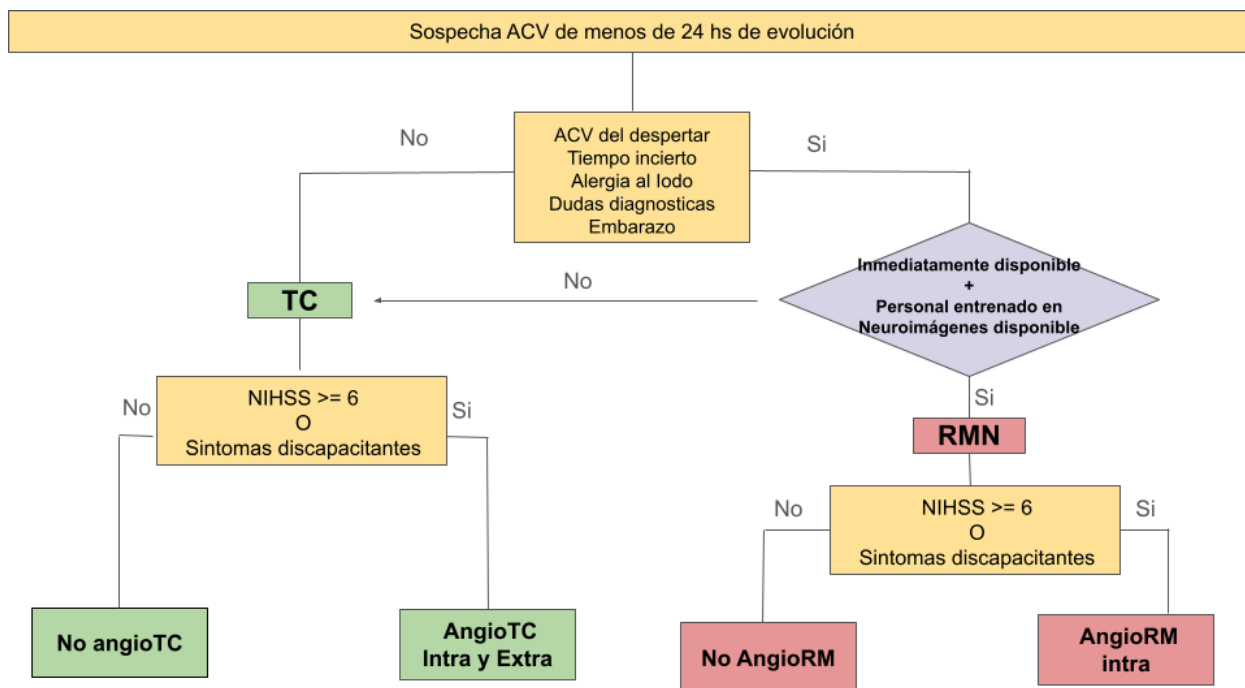 Sospecha ACV de menos de 24 hs de evolución
No
ACV del despertar
Tiempo incierto
Alergia al Iodo
Dudas diagnosticas
Embarazo
Si
Inmediatamente disponible
+
Personal entrenado en
Neuroimágenes disponible
No
TC
Si
RMN
No
NIHSS >= 6
O
Sintomas discapacitantes
Si
No
NIHSS >= 6
O
Sintomas discapacitantes
Si
No angioTC
AngioTC
Intra y Extra
No AngioRM
AngioRM
intra